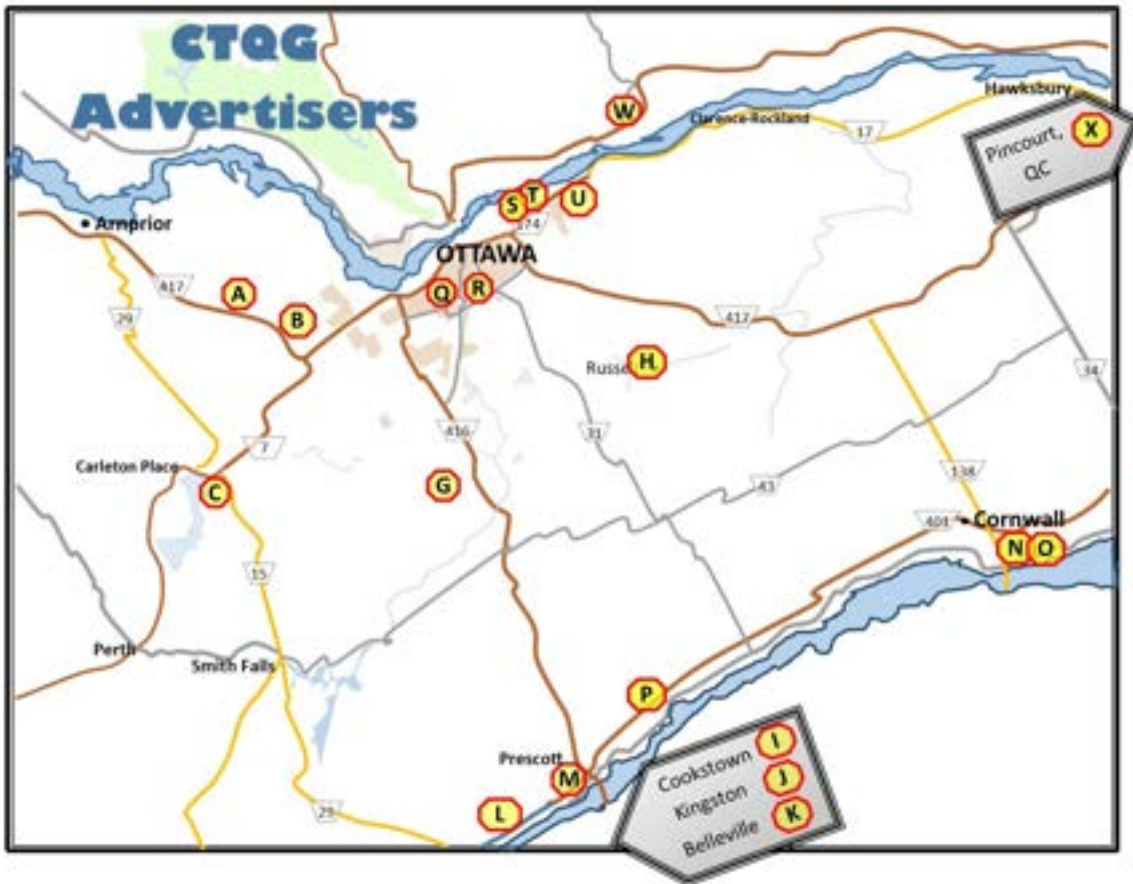 CTQG
Advertisers
W
Hawksbury
Clarence-Rockland
17
Pincourt, X
QC
S T U
174
Arnprior
OTTAWA
417
A
Q R
B
29
417
H
Russe
34
416
31
7
Carleton Place
C
G
43
138
401
Cornwall
N O
15
Perth
Smith Falls
P
Prescott
M
L
29
Cookstown I
Kingston J
Belleville K